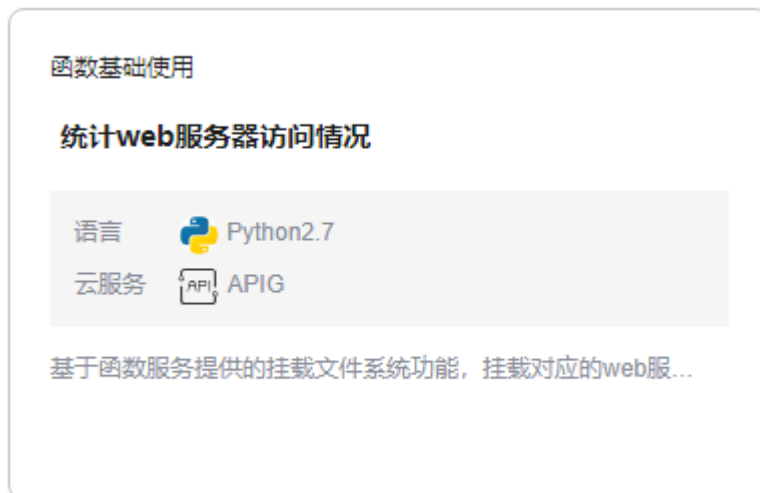 函数基础使用
统计web服务器访问情况
语言 Python2.7
云服务 API APIG
基于函数服务提供的挂载文件系统功能，挂载对应的web服...